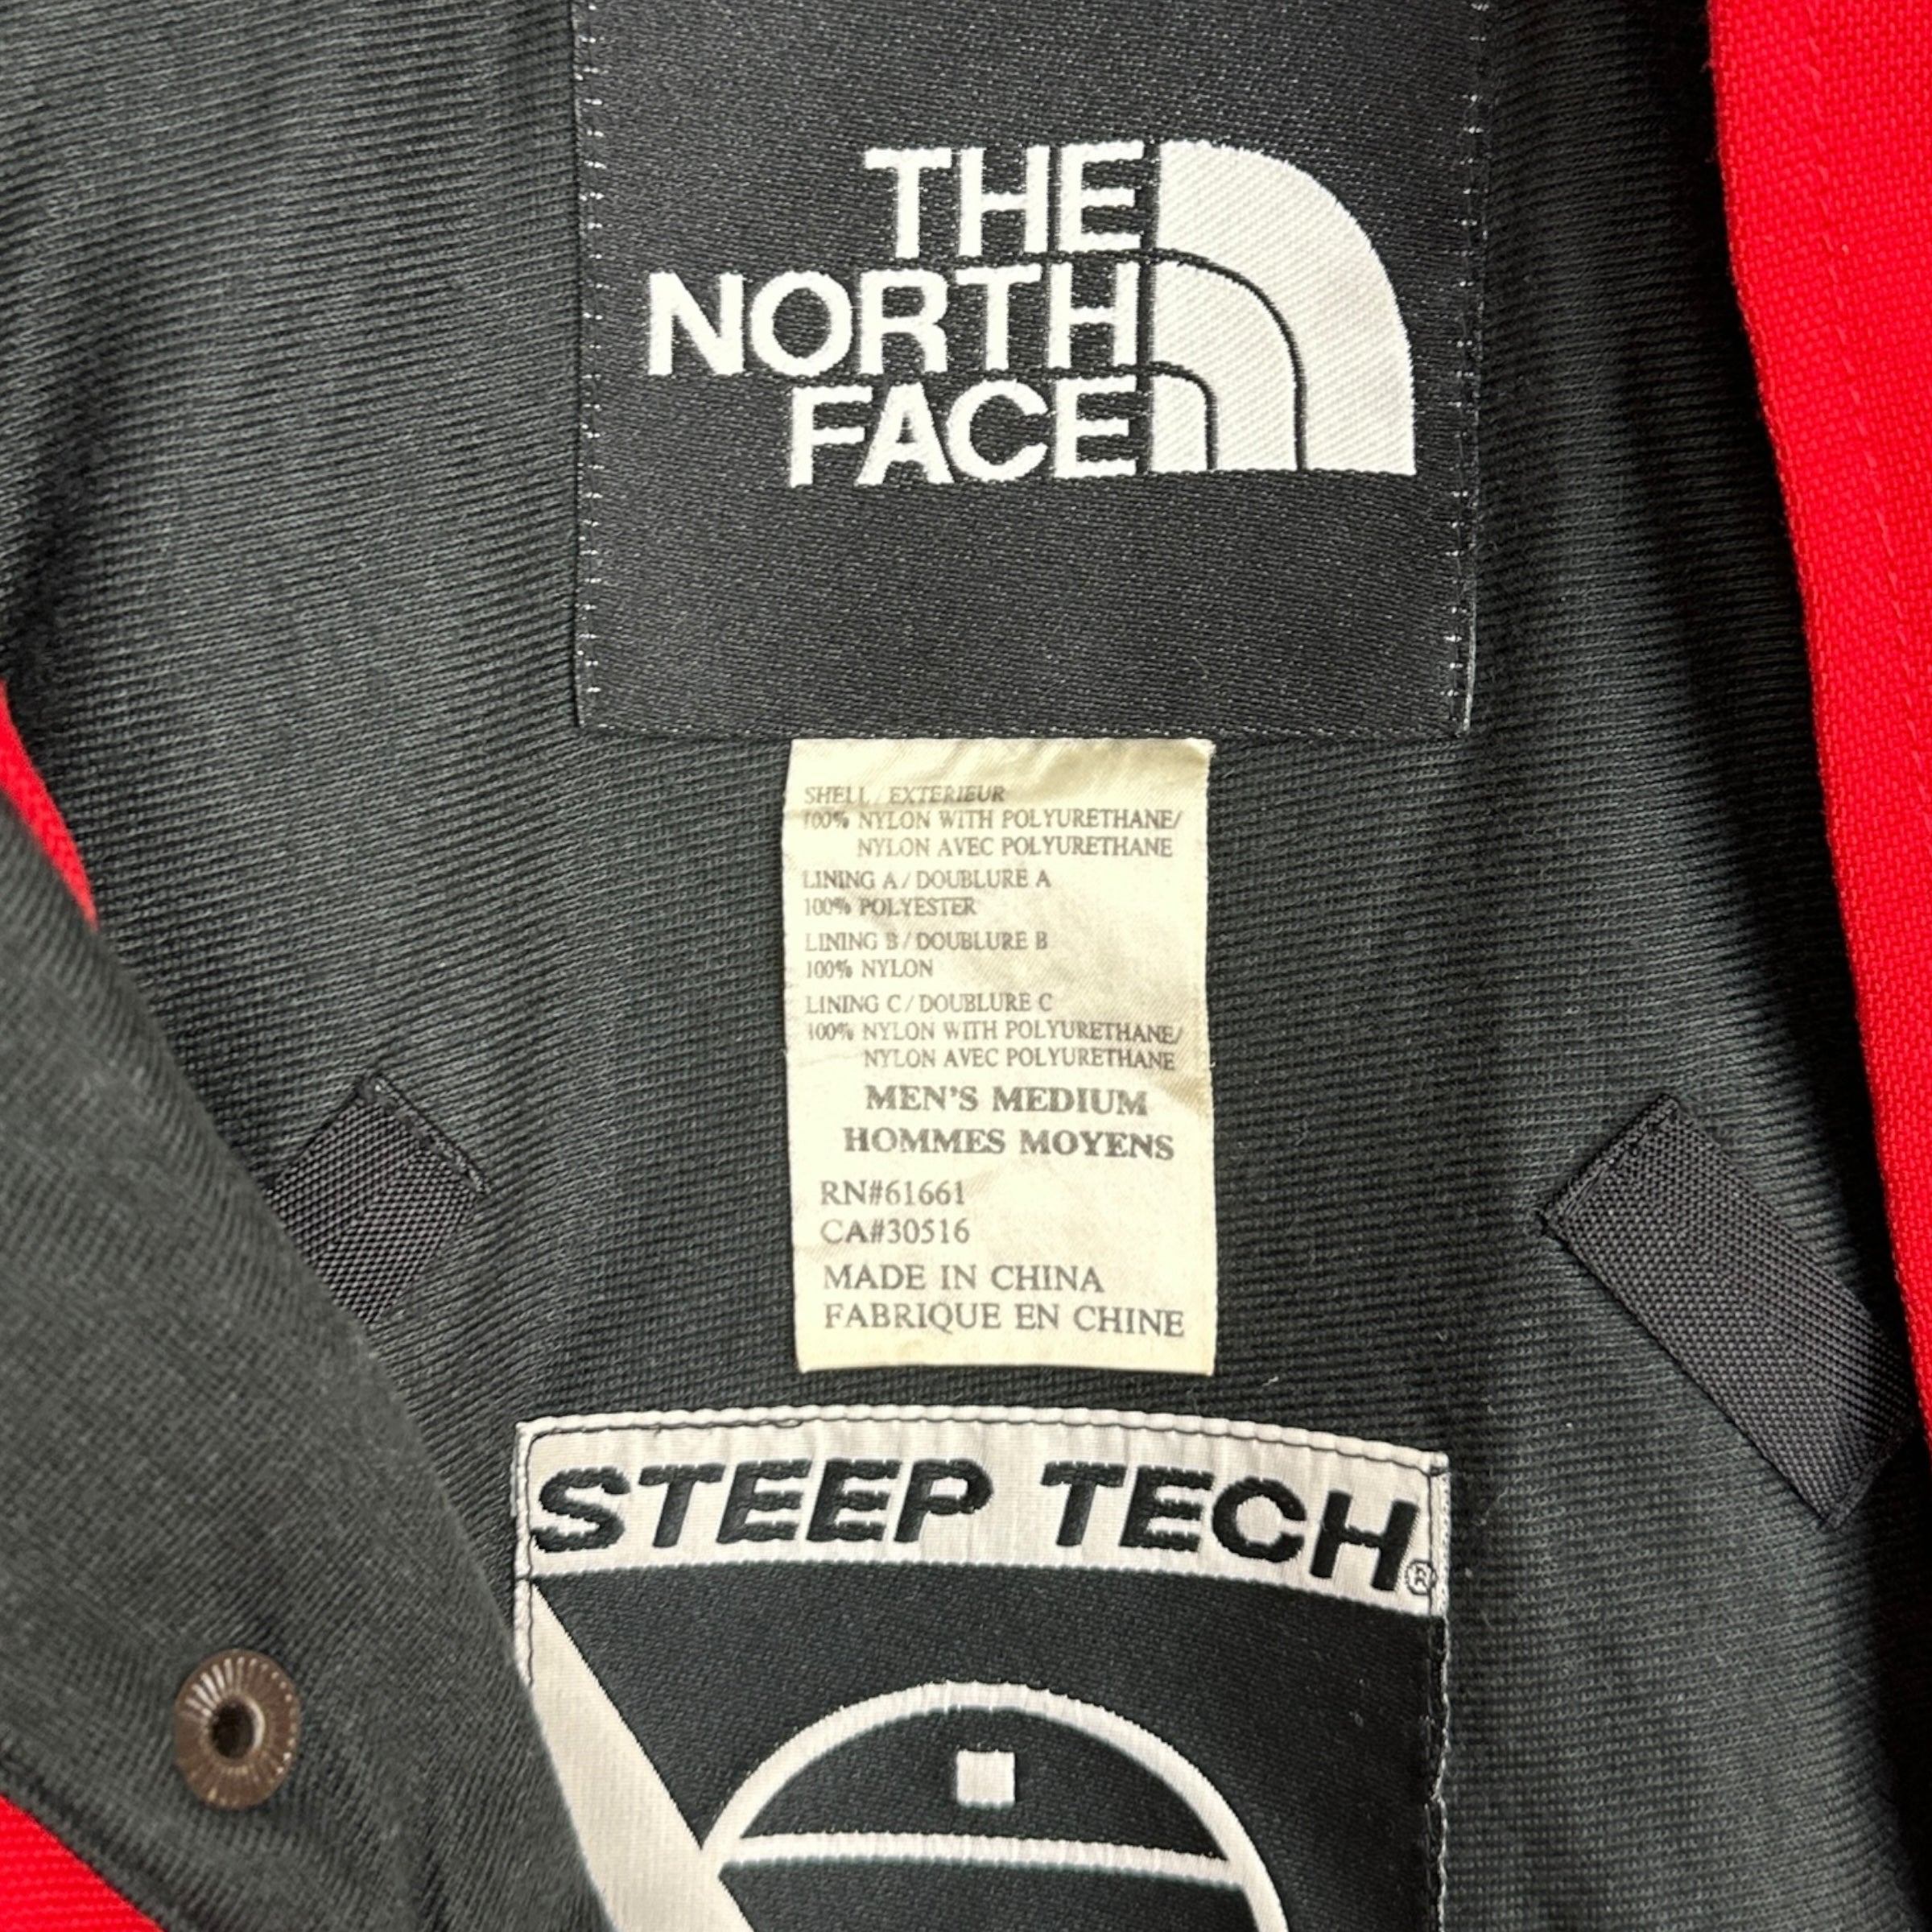 THE
NORTH
FACE
SHELL / EXTERIEUR
100% NYLON WITH POLYURETHANE/
NYLON AVEC POLYURETHANE
LINING A / DOUBLURE A
100% POLYESTER
LINING B / DOUBLURE B
100% NYLON
LINING C / DOUBLURE C
100% NYLON WITH POLYURETHANE/
NYLON AVEC POLYURETHANE
MEN'S MEDIUM
HOMMES MOYENS
RN#61661
CA#30516
MADE IN CHINA
FABRIQUE EN CHINE
STEEP TECH®